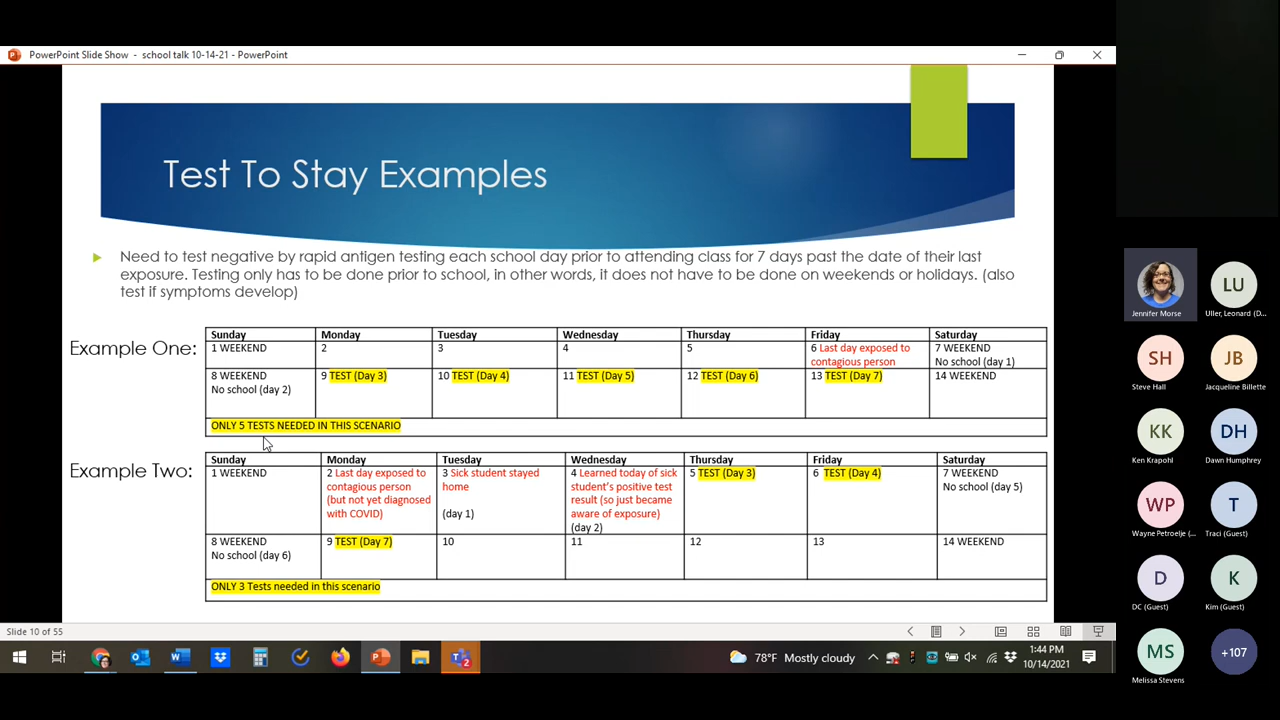 PowerPoint Slide Show - school talk 10-14-21 - PowerPoint
Test To Stay Examples
Need to test negative by rapid antigen testing each school day prior to attending class for 7 days past the date of their last
exposure. Testing only has to be done prior to school, in other words, it does not have to be done on weekends or holidays. (also
test if symptoms develop)
Example One:
Sunday Monday Tuesday Wednesday Thursday Friday Saturday
1 WEEKEND 2 3 4 5 6 Last day exposed to 7 WEEKEND
contagious person No school (day 1)
8 WEEKEND 9 TEST (Day 3) 10 TEST (Day 4) 11 TEST (Day 5) 12 TEST (Day 6) 13 TEST (Day 7) 14 WEEKEND
No school (day 2)
ONLY 5 TESTS NEEDED IN THIS SCENARIO
Example Two:
Sunday Monday Tuesday Wednesday Thursday Friday Saturday
1 WEEKEND 2 Last day exposed to 3 Sick student stayed 4 Learned today of sick 5 TEST (Day 3) 6 TEST (Day 4) 7 WEEKEND
contagious person home student's positive test No school (day 5)
(but not yet diagnosed result (so just became
with COVID) (day 1) aware of exposure)
(day 2)
8 WEEKEND 9 TEST (Day 7) 10 11 12 13 14 WEEKEND
No school (day 6)
ONLY 3 Tests needed in this scenario
Slide 10 of 55
78°F Mostly cloudy
1:44 PM
10/14/2021
Jennifer Morse
LU
Uller, Leonard (D...
SH
Steve Hall
JB
Jacqueline Billette
KK
Ken Krapohl
DH
Dawn Humphrey
WP
Wayne Petroelje (...
T
Traci (Guest)
D
DC (Guest)
K
Kim (Guest)
MS
Melissa Stevens
+107